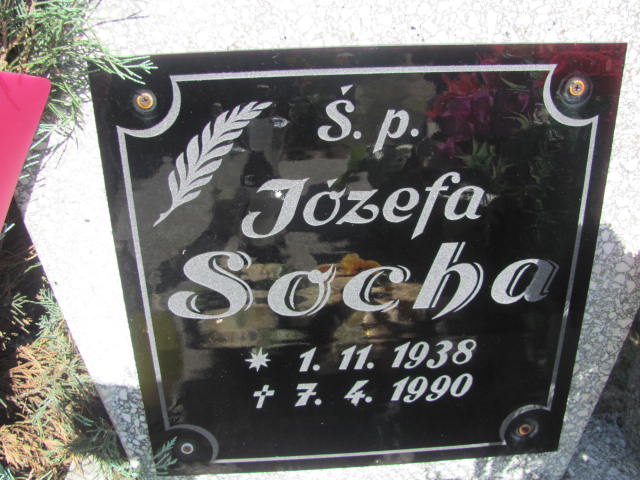 Ś. p.
Józefa
Socha
* 1. 11. 1938
† 7. 4. 1990